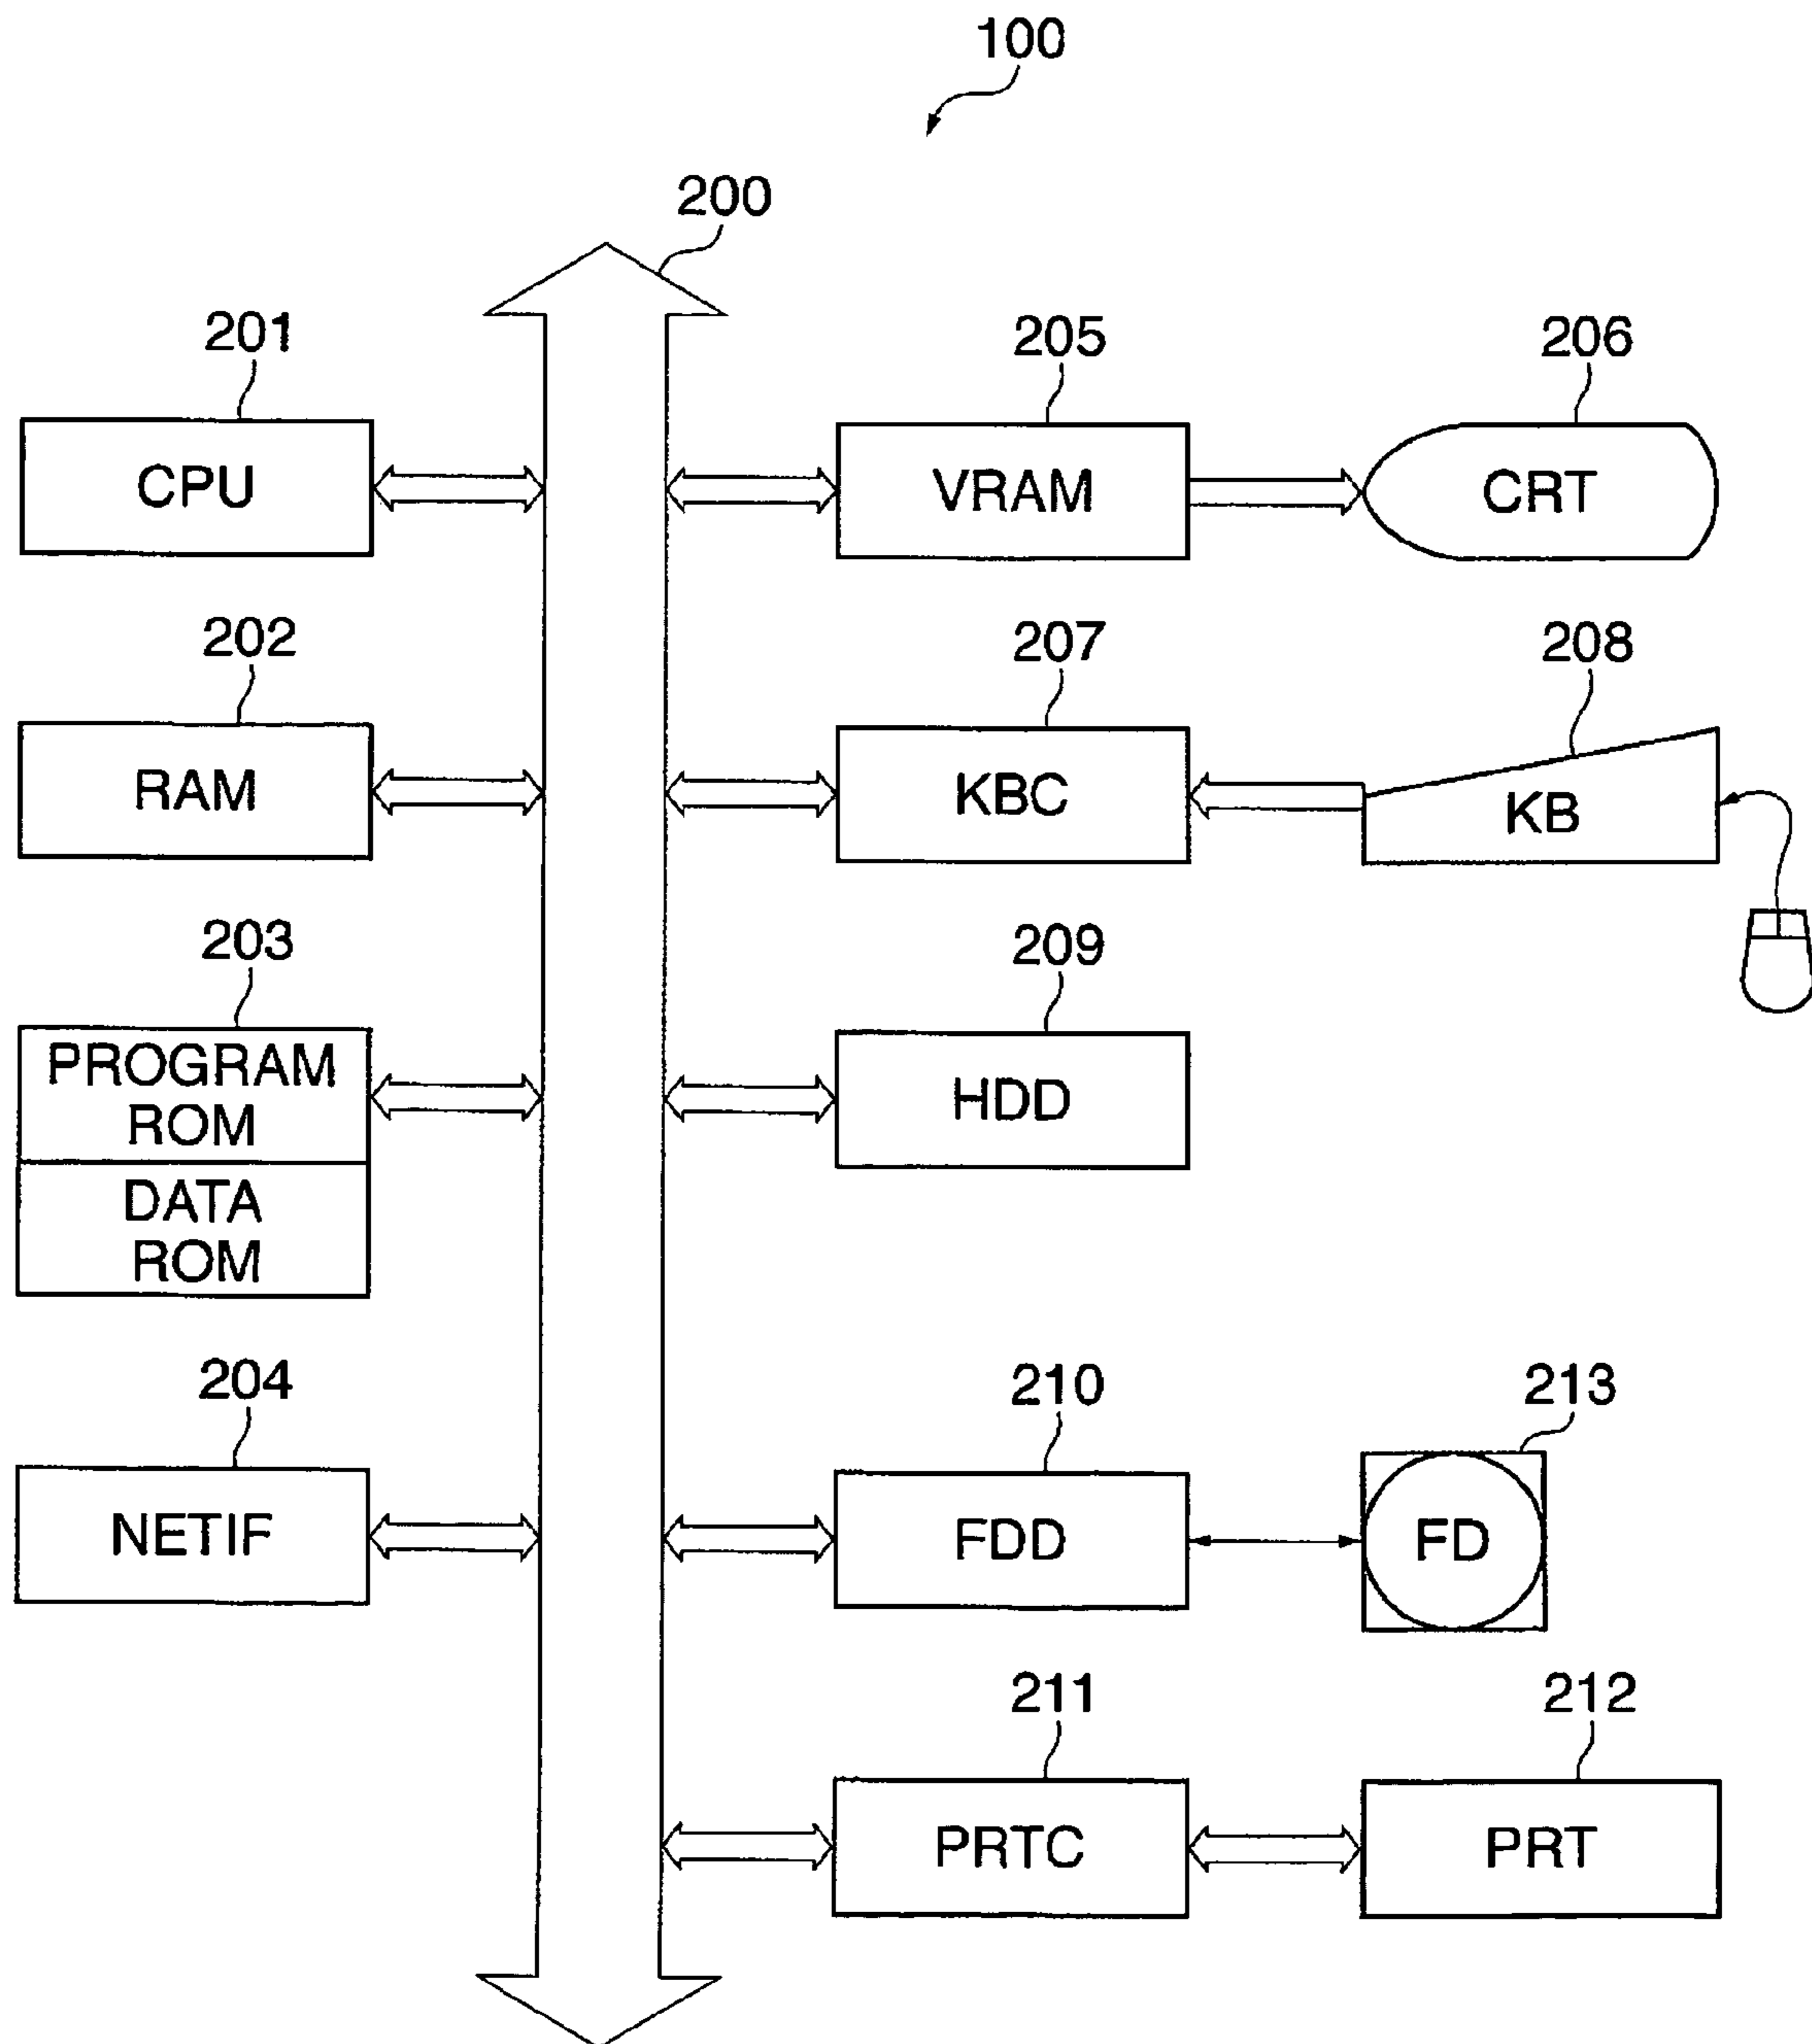 100
200
201
CPU
205
VRAM
206
CRT
202
RAM
207
KBC
208
KB
203
PROGRAM
ROM
DATA
ROM
209
HDD
204
NETIF
210
FDD
213
FD
211
PRTC
212
PRT